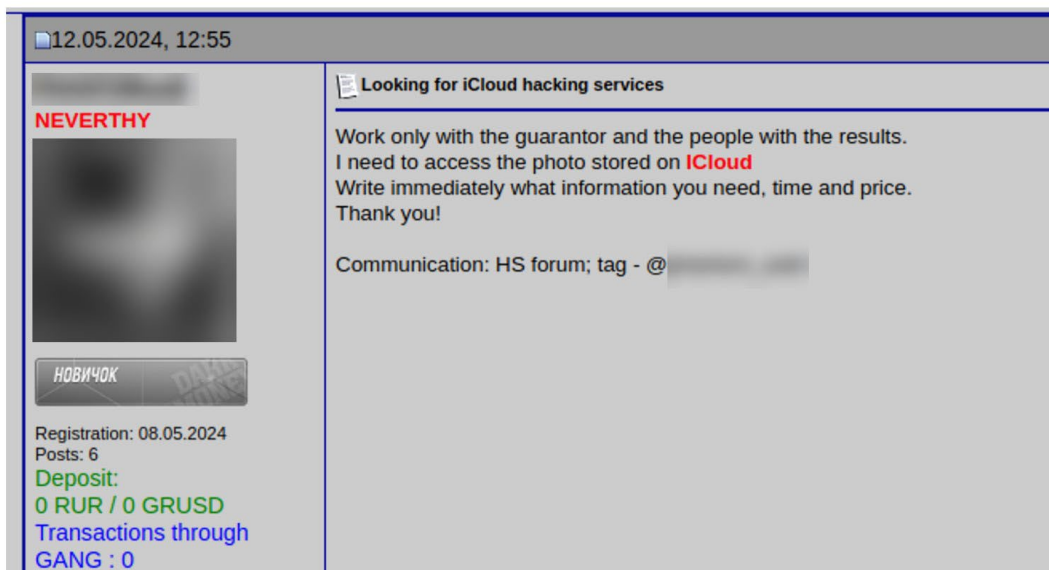 12.05.2024, 12:55
NEVERTHY
НОВИЧОК
DARK
MONEY
Registration: 08.05.2024
Posts: 6
Deposit:
0 RUR / 0 GRUSD
Transactions through
GANG : 0
Looking for iCloud hacking services
Work only with the guarantor and the people with the results.
I need to access the photo stored on ICloud
Write immediately what information you need, time and price.
Thank you!
Communication: HS forum; tag - @